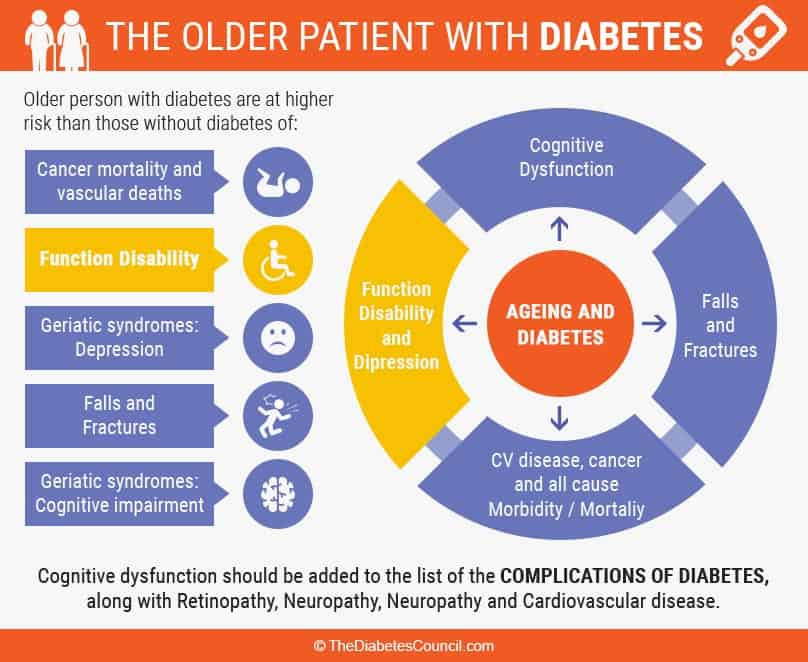 THE OLDER PATIENT WITH DIABETES
Older person with diabetes are at higher
risk than those without diabetes of:
Cancer mortality and
vascular deaths
Function Disability
Geriatic syndromes:
Depression
Falls and
Fractures
Geriatic syndromes:
Cognitive impairment
Cognitive
Dysfunction
Function
Disability
and
Dipression
AGEING AND
DIABETES
Falls
and
Fractures
CV disease, cancer
and all cause
Morbidity / Mortaliy
Cognitive dysfunction should be added to the list of the COMPLICATIONS OF DIABETES,
along with Retinopathy, Neuropathy, Neuropathy and Cardiovascular disease.
© TheDiabetesCouncil.com